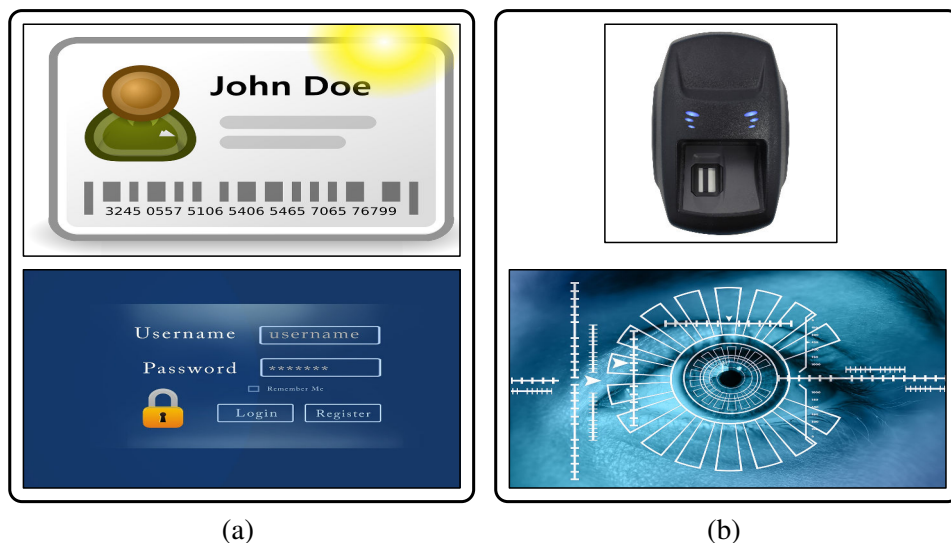 John Doe
3245 0557 5106 5406 5465 7065 76799
Username username
Password *******
Remember Me
Login Register
(a) (b)